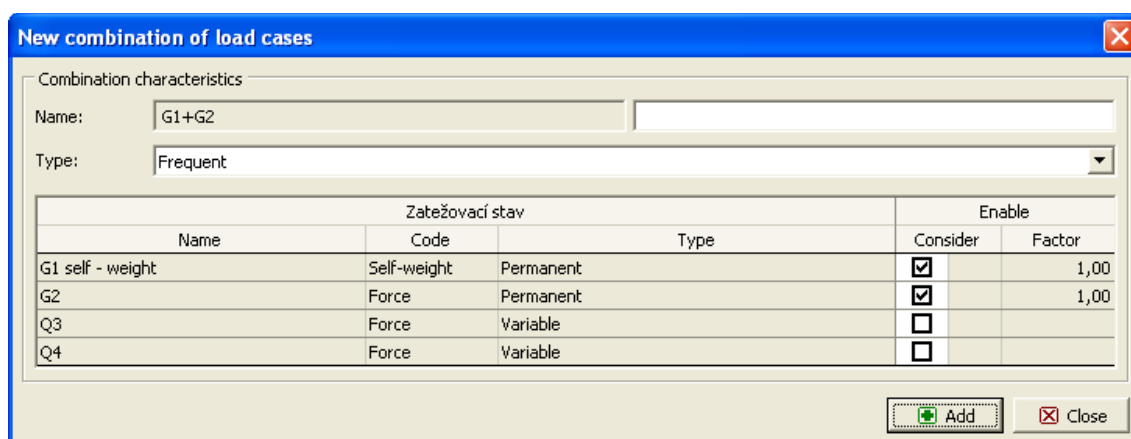 New combination of load cases
Combination characteristics
Name: G1+G2
Type: Frequent
Zatežovací stav Enable
Name Code Type Consider Factor
G1 self - weight Self-weight Permanent 1,00
G2 Force Permanent 1,00
Q3 Force Variable
Q4 Force Variable
Add Close